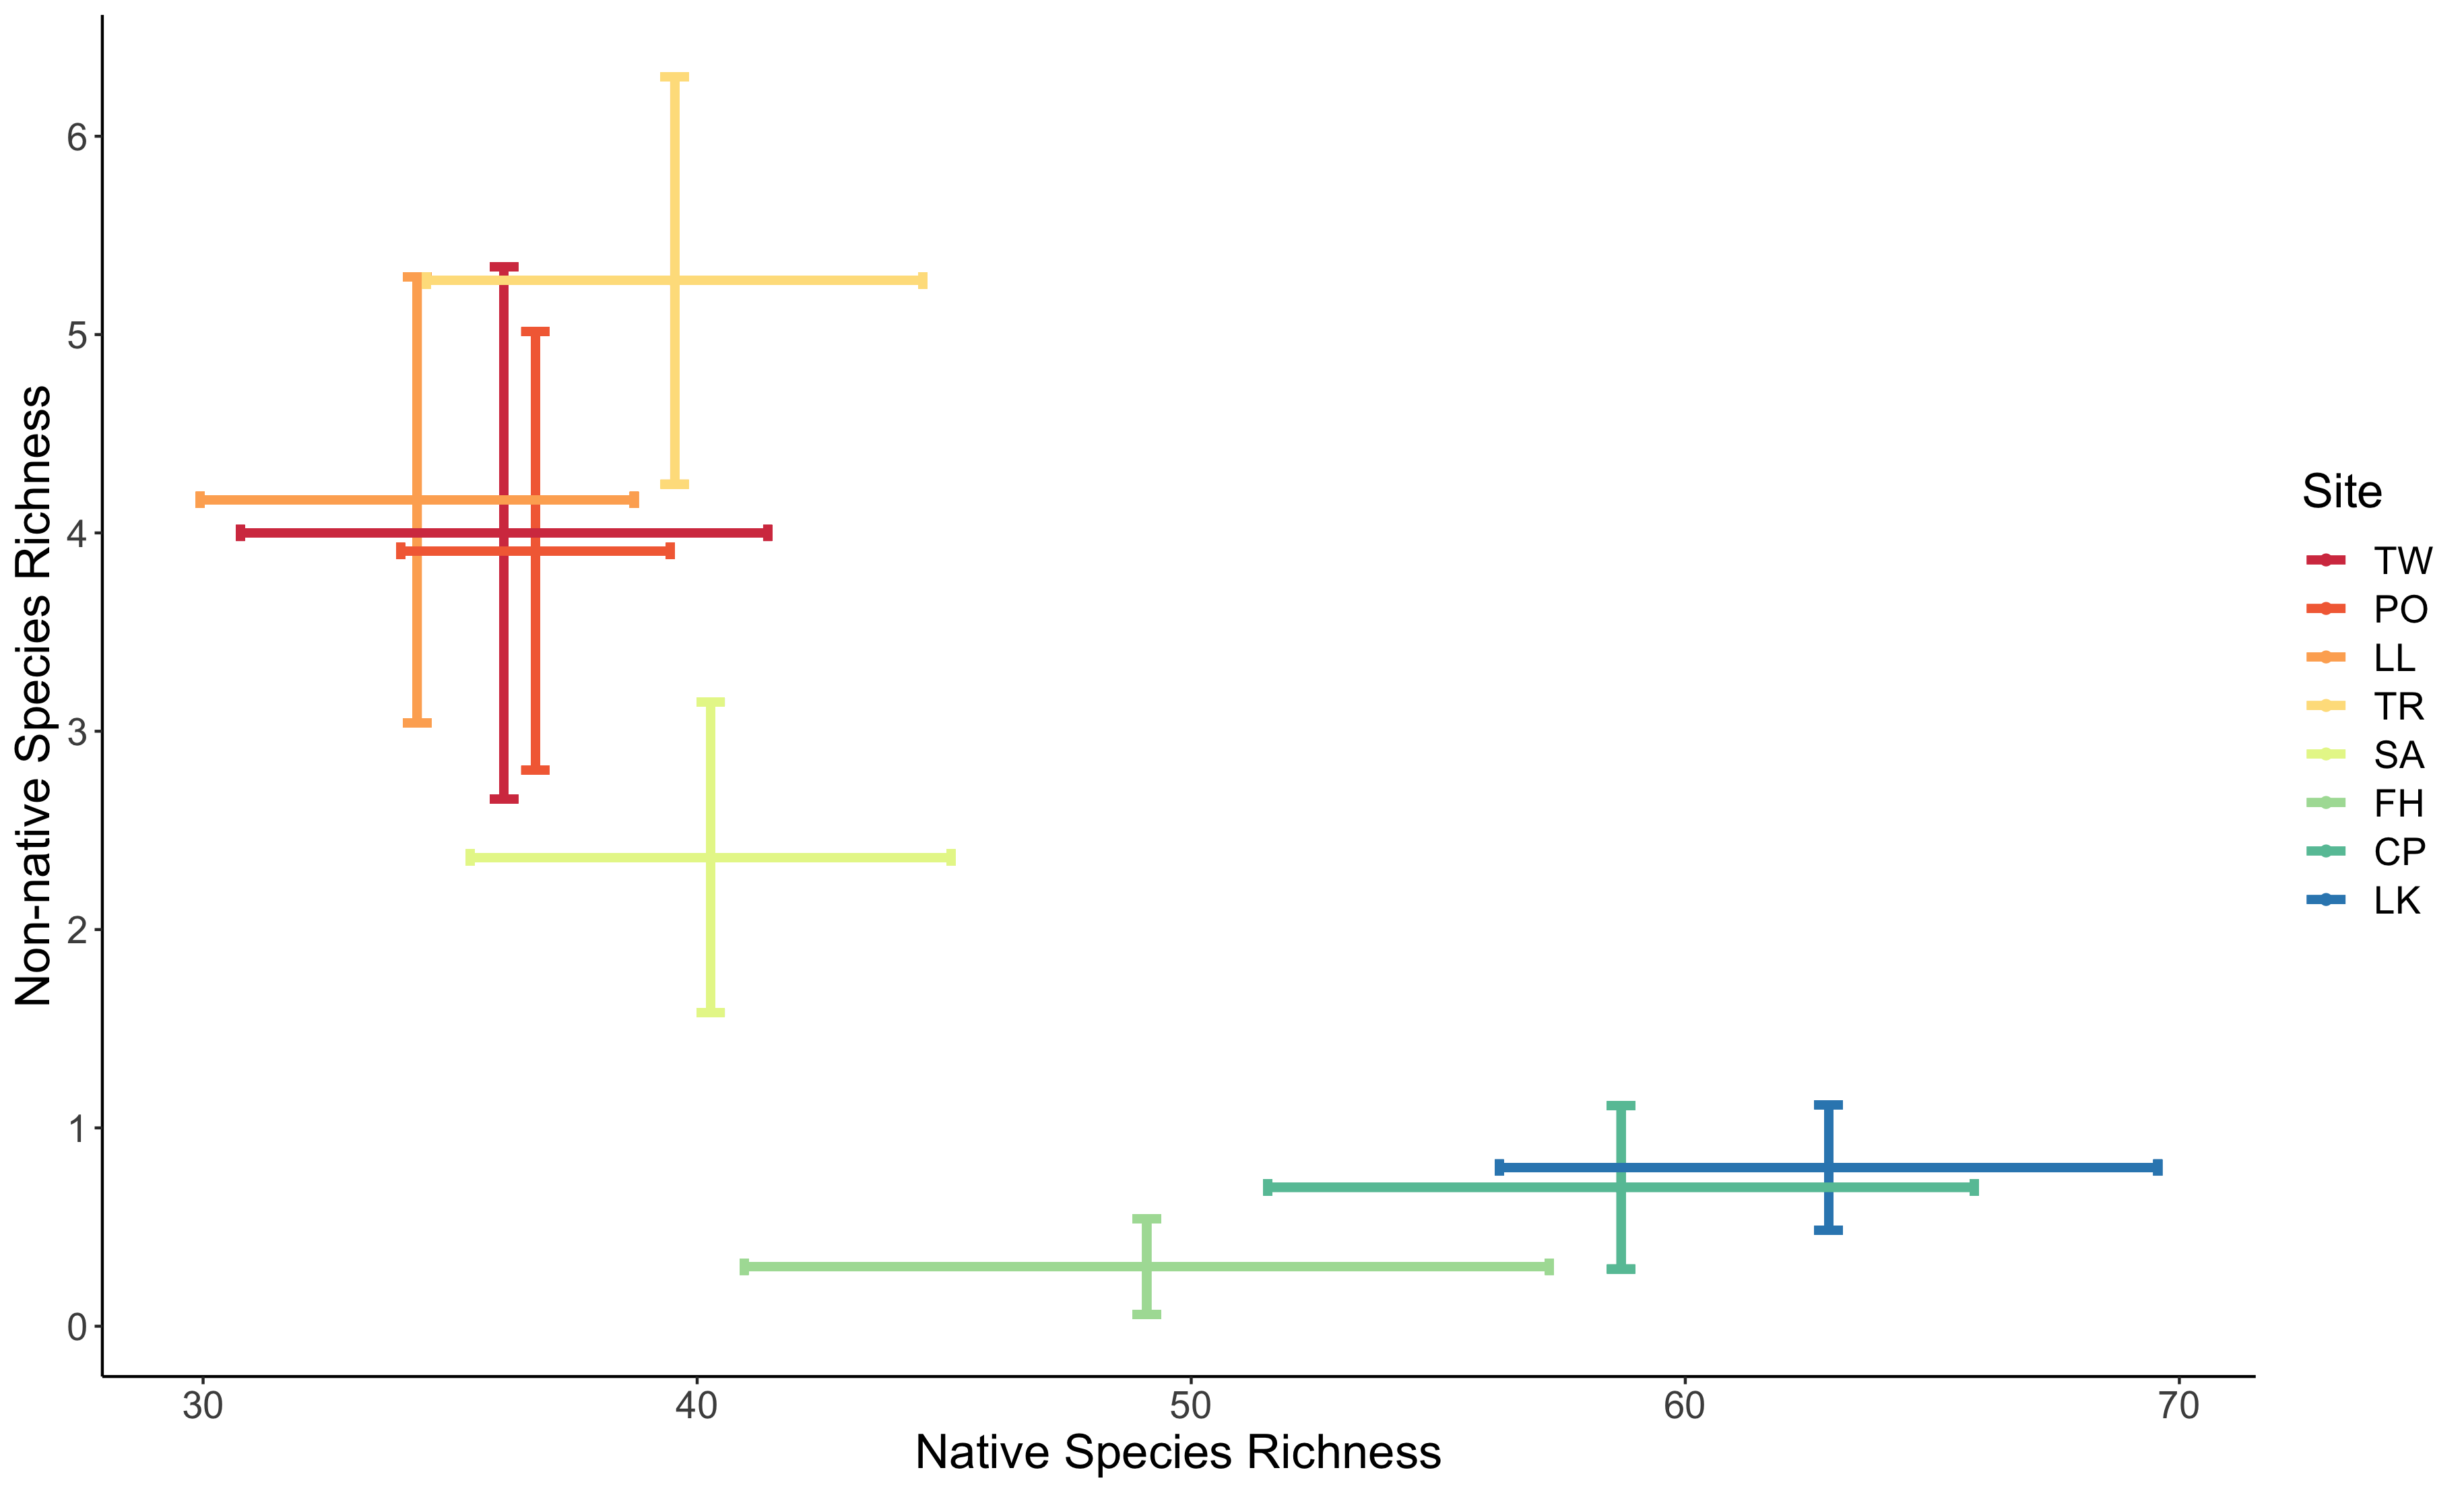 Non-native Species Richness
6
5
4
3
2
1
0
30 40 50 60 70
Native Species Richness
Site
TW
PO
LL
TR
SA
FH
CP
LK